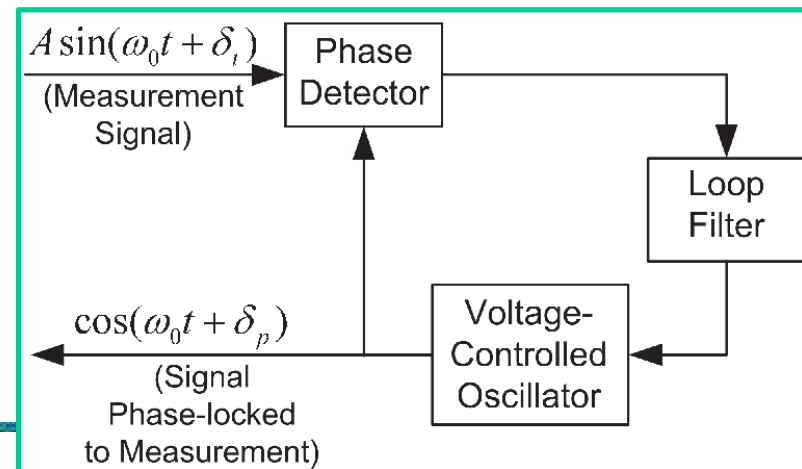 A sin(ω₀t + δₜ)
(Measurement
Signal)
Phase
Detector
Loop
Filter
Voltage-
Controlled
Oscillator
cos(ω₀t + δₚ)
(Signal
Phase-locked
to Measurement)